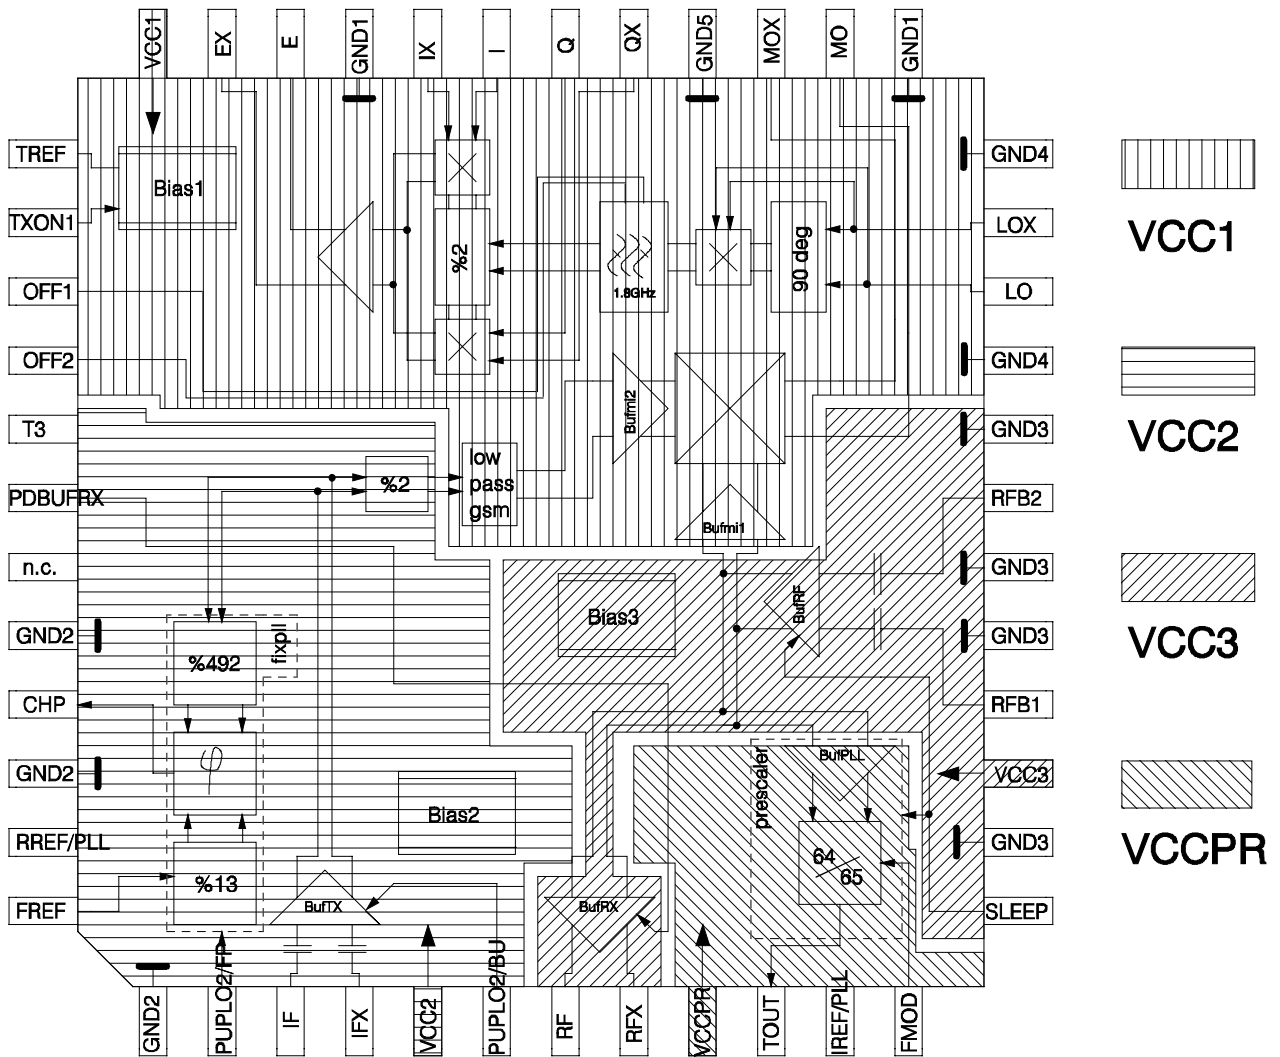 VCC1
EX
E
GND1
IX
I
Q
QX
GND5
MOX
MO
GND1
TREF
TXON1
OFF1
OFF2
T3
PDBUFRX
n.c.
GND2
CHP
GND2
RREF/PLL
FREF
Bias1
%2
1.8GHz
90 deg
Bufmi2
low
pass
gsm
%2
Bufmi1
Bias3
BufRF
fixpll
%492
φ
%13
Bias2
BufTX
BufRX
prescaler
BufPLL
64
65
GND4
LOX
LO
GND4
GND3
RFB2
GND3
GND3
RFB1
VCC3
GND3
SLEEP
GND2
PUPLO2/FP
IF
IFX
VCC2
PUPLO2/BU
RF
RFX
VCCPR
TOUT
IREF/PLL
FMOD
VCC1
VCC2
VCC3
VCCPR